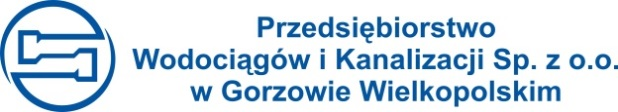 Przedsiębiorstwo
Wodociągów i Kanalizacji Sp. z o.o.
w Gorzowie Wielkopolskim